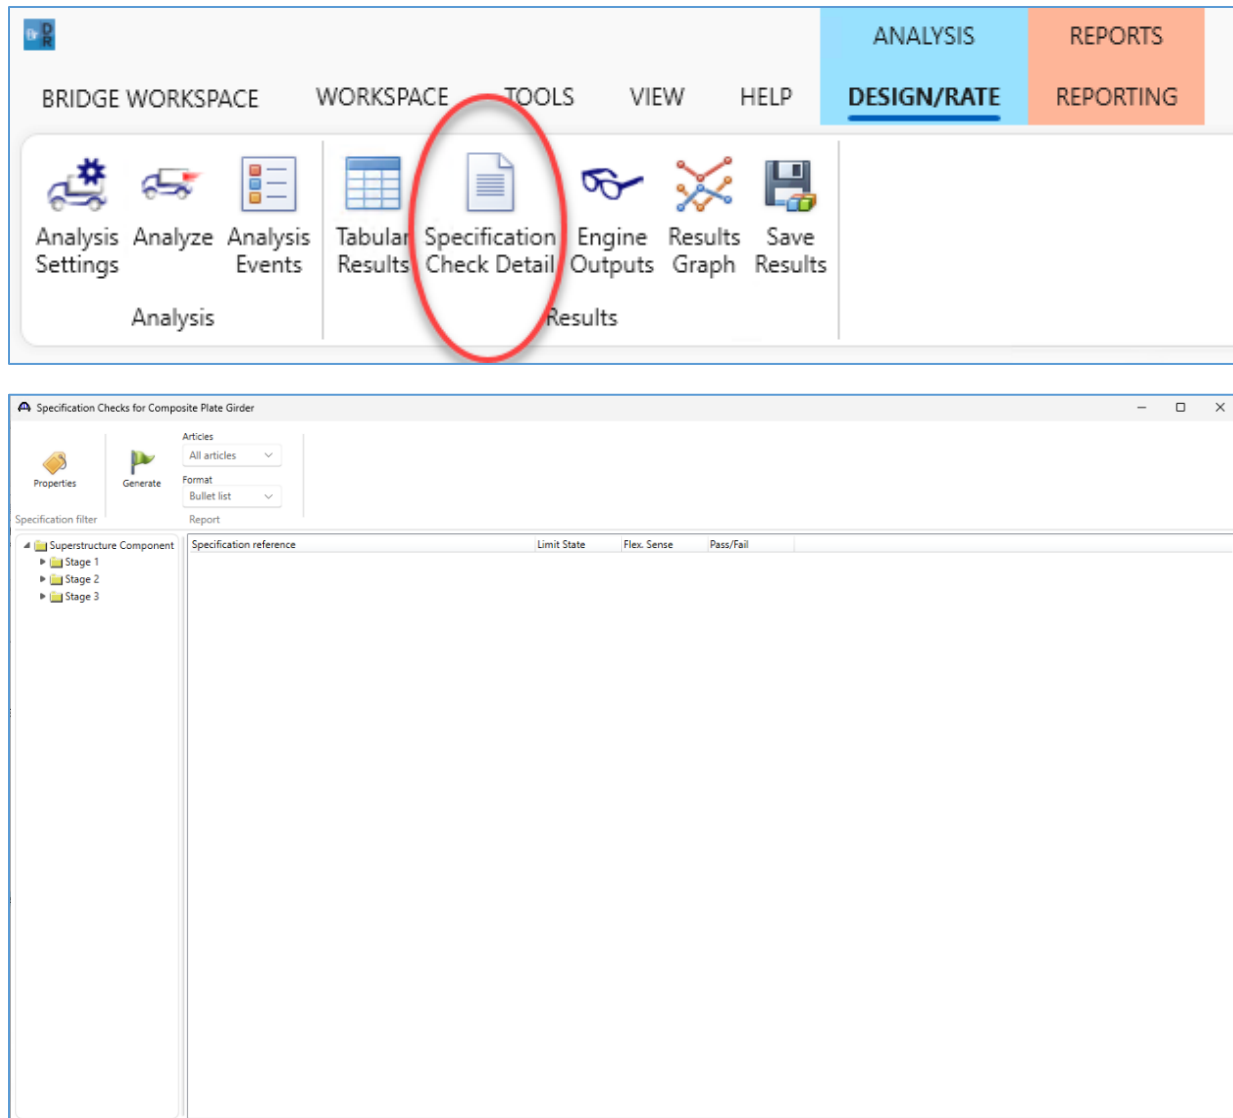 Br DR
ANALYSIS REPORTS
BRIDGE WORKSPACE WORKSPACE TOOLS VIEW HELP DESIGN/RATE REPORTING
Analysis Analyze Analysis Tabular Specification Engine Results Save
Settings Events Results Check Detail Outputs Graph Results
Analysis Results
Specification Checks for Composite Plate Girder
Articles
All articles
Properties Generate Format
Bullet list
Specification filter Report
Superstructure Component Specification reference Limit State Flex. Sense Pass/Fail
Stage 1
Stage 2
Stage 3